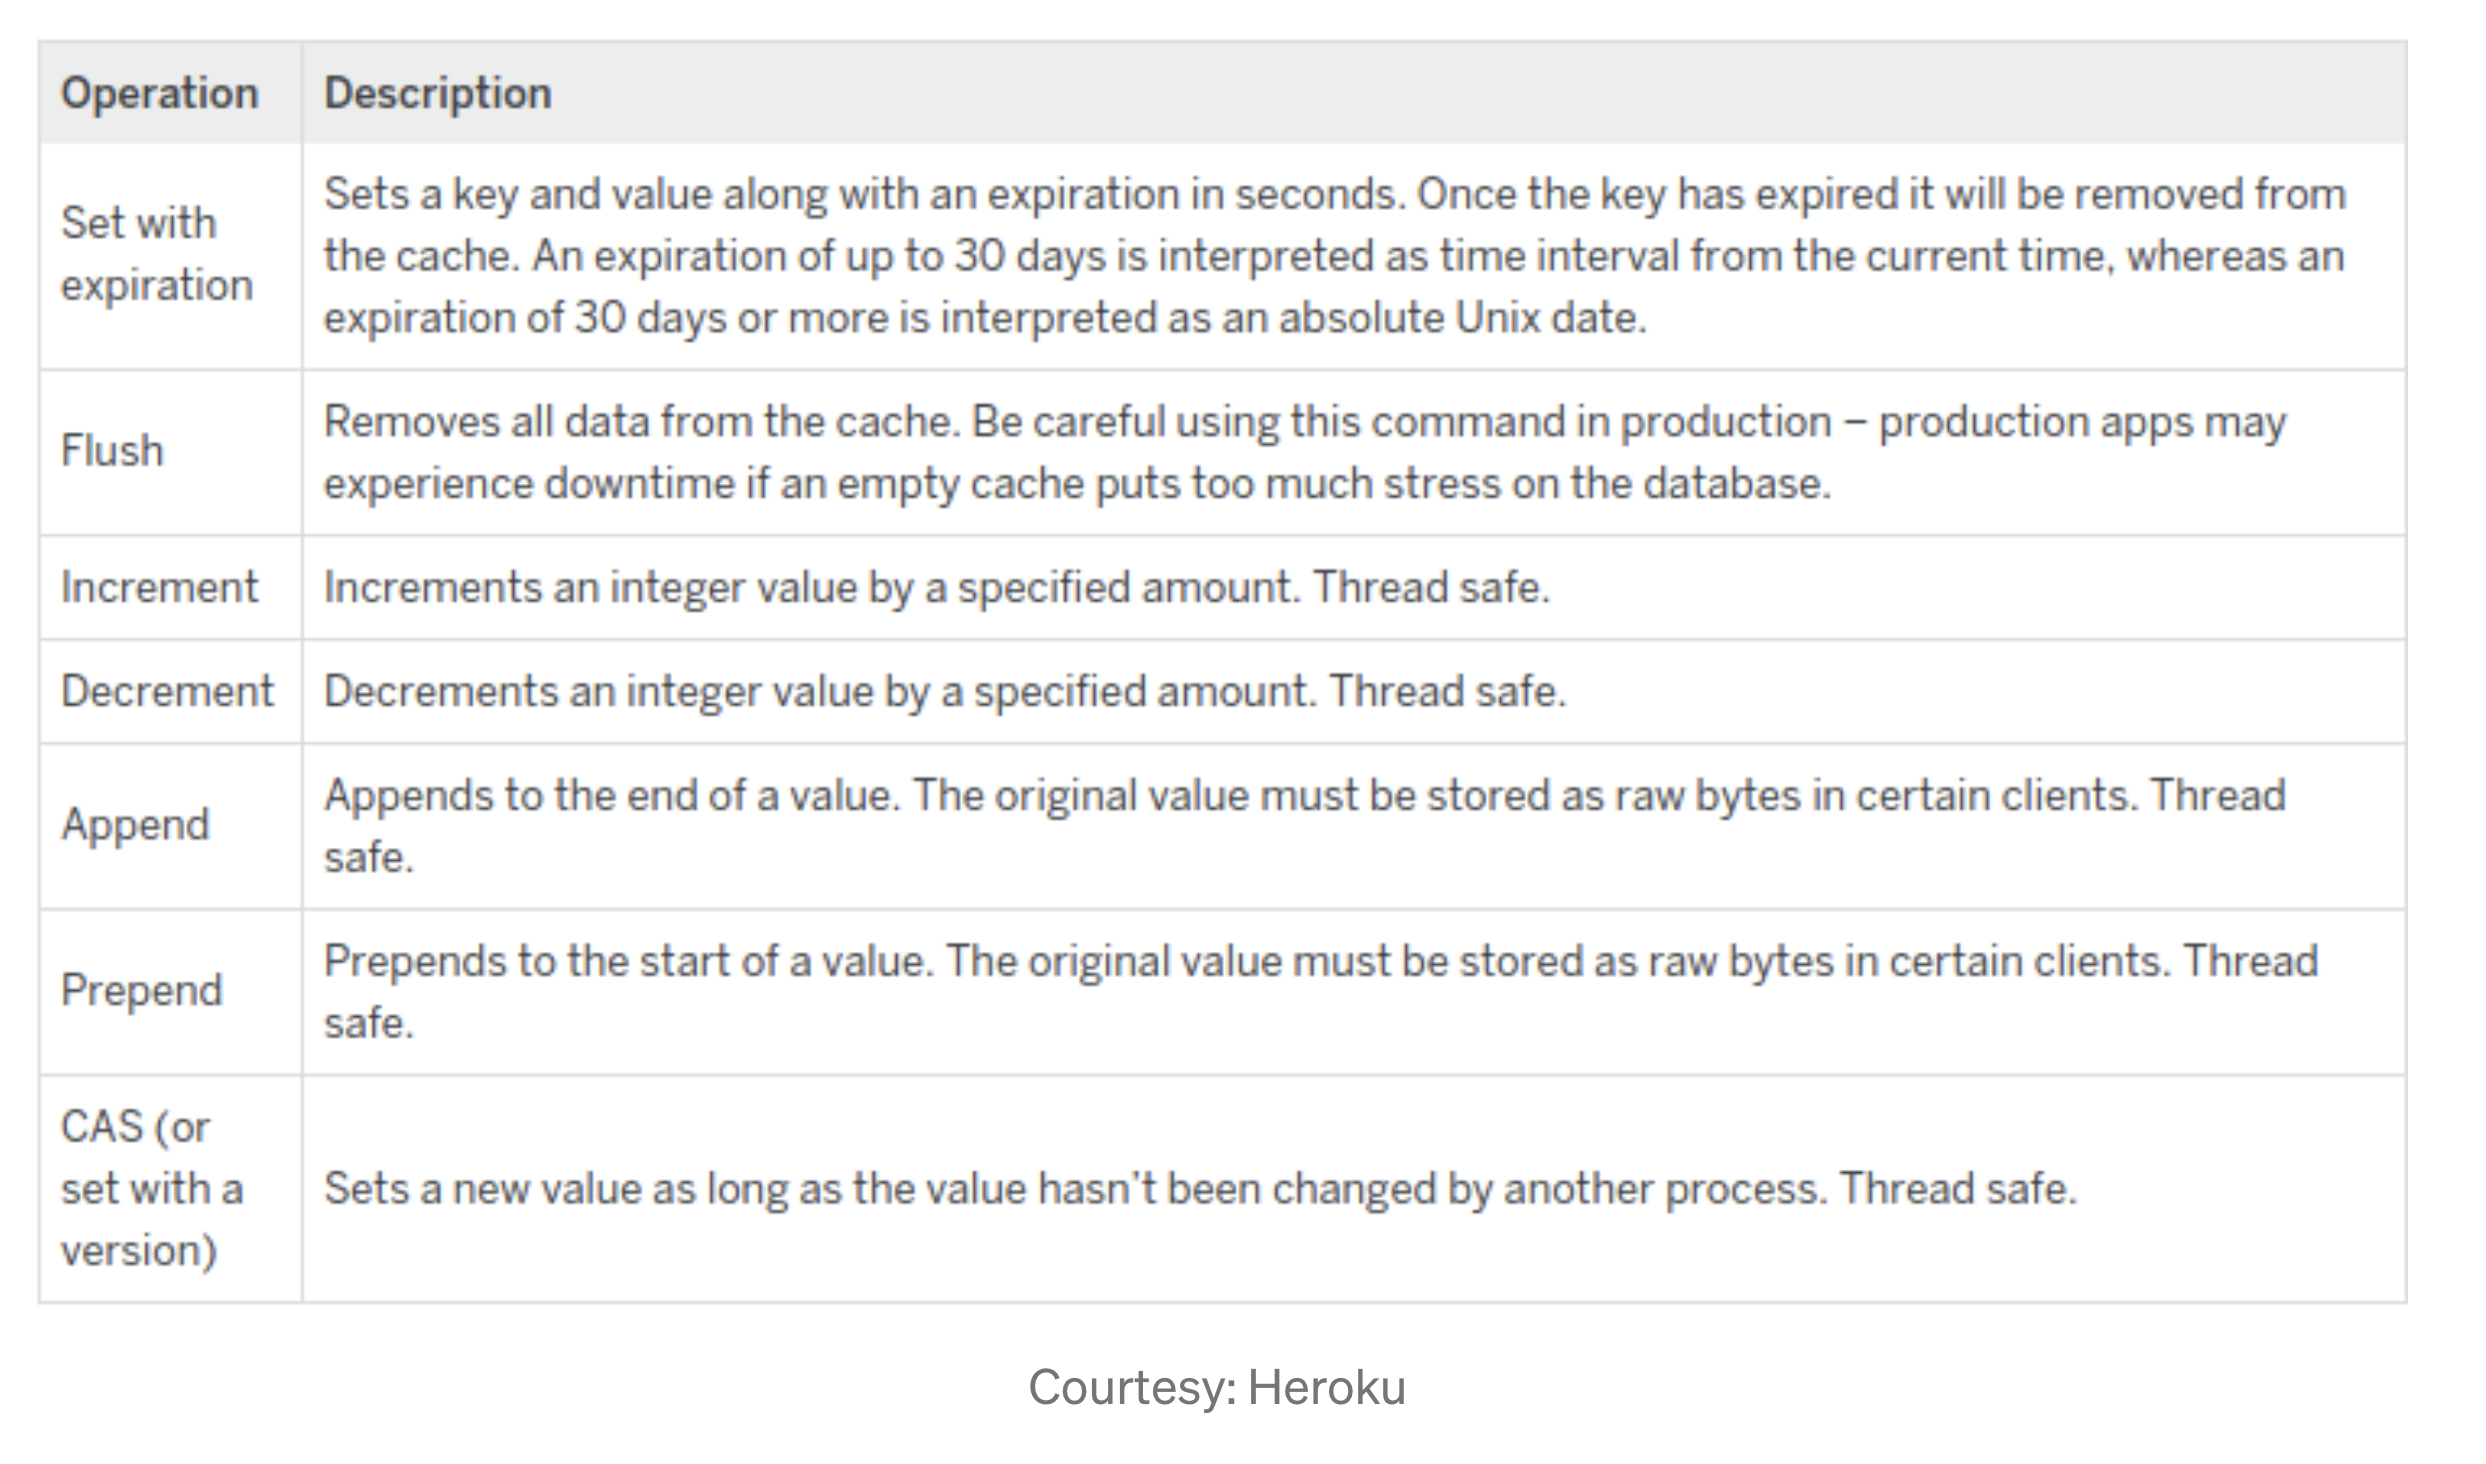 Operation
Description
Set with
expiration
Sets a key and value along with an expiration in seconds. Once the key has expired it will be removed from
the cache. An expiration of up to 30 days is interpreted as time interval from the current time, whereas an
expiration of 30 days or more is interpreted as an absolute Unix date.
Flush
Removes all data from the cache. Be careful using this command in production – production apps may
experience downtime if an empty cache puts too much stress on the database.
Increment
Increments an integer value by a specified amount. Thread safe.
Decrement
Decrements an integer value by a specified amount. Thread safe.
Append
Appends to the end of a value. The original value must be stored as raw bytes in certain clients. Thread
safe.
Prepend
Prepends to the start of a value. The original value must be stored as raw bytes in certain clients. Thread
safe.
CAS (or
set with a
version)
Sets a new value as long as the value hasn't been changed by another process. Thread safe.
Courtesy: Heroku